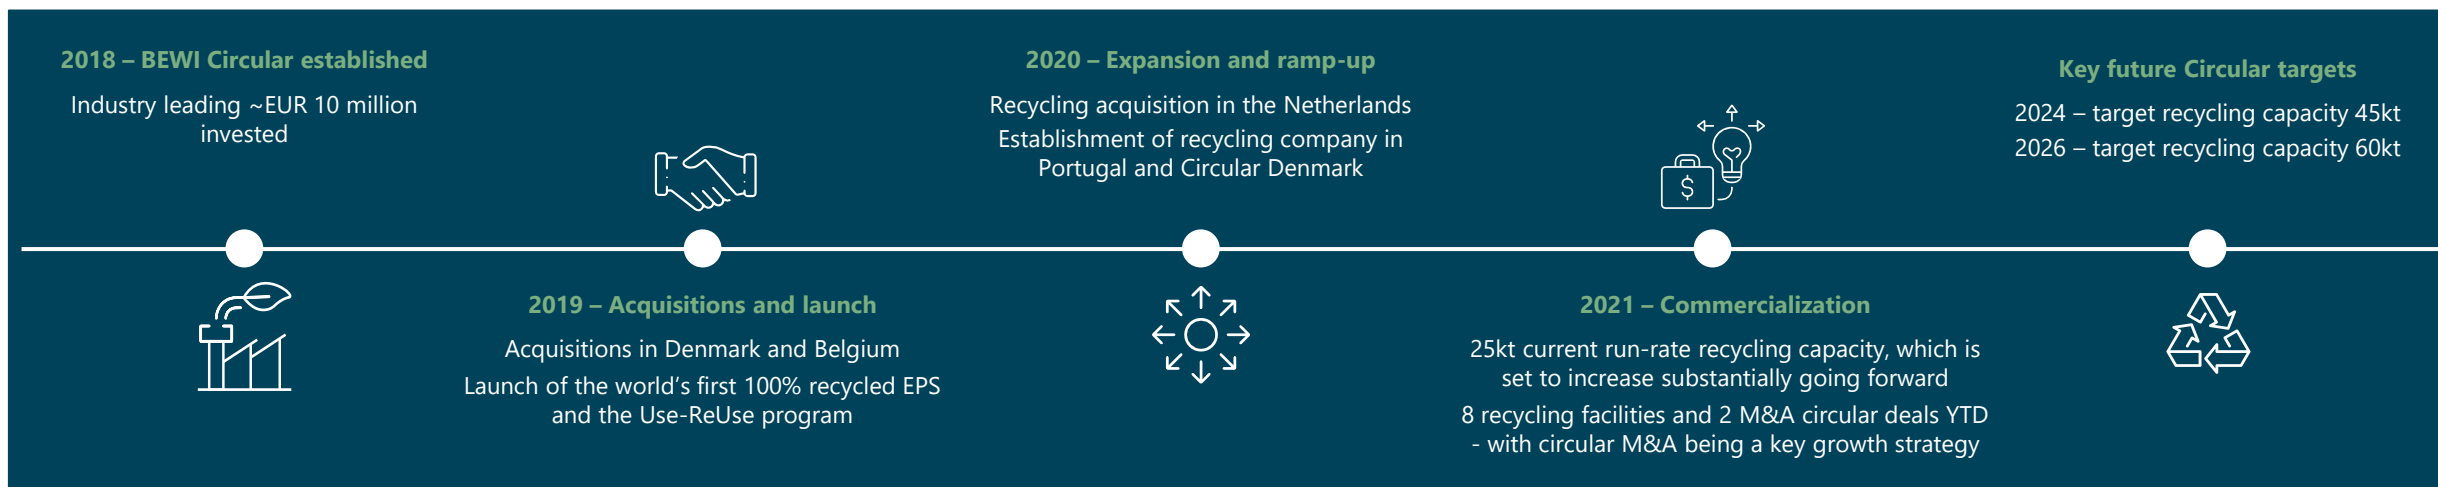 2018 – BEWI Circular established
Industry leading ~EUR 10 million
invested
2019 – Acquisitions and launch
Acquisitions in Denmark and Belgium
Launch of the world’s first 100% recycled EPS
and the Use-ReUse program
2020 – Expansion and ramp-up
Recycling acquisition in the Netherlands
Establishment of recycling company in
Portugal and Circular Denmark
$
2021 – Commercialization
25kt current run-rate recycling capacity, which is
set to increase substantially going forward
8 recycling facilities and 2 M&A circular deals YTD
- with circular M&A being a key growth strategy
Key future Circular targets
2024 – target recycling capacity 45kt
2026 – target recycling capacity 60kt